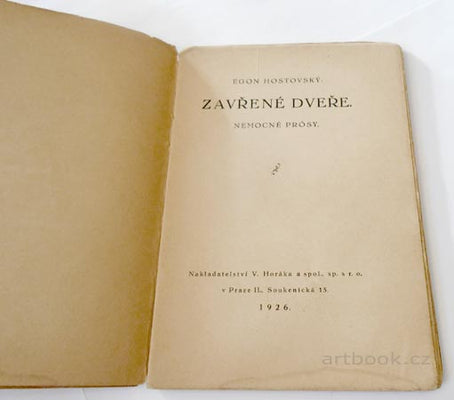 EGON HOSTOVSKÝ:
ZAVŘENÉ DVEŘE.
NEMOCNÉ PRÓSY.
Nakladatelství V. Horáka a spol., sp. s r. o.
v Praze II., Soukenická 15.
1926.
artbook.cz